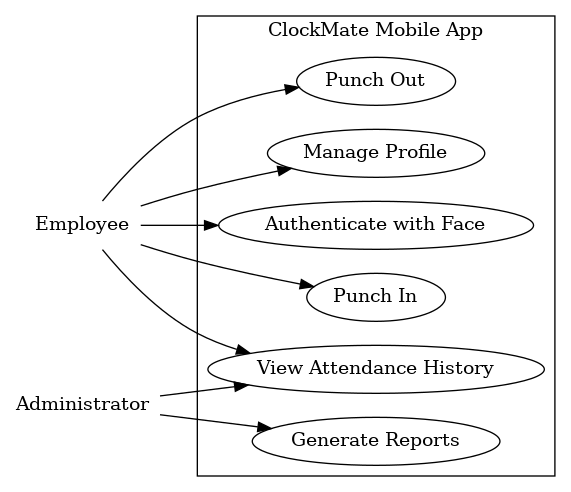 ClockMate Mobile App
Punch Out
Manage Profile
Employee
Authenticate with Face
Punch In
View Attendance History
Administrator
Generate Reports